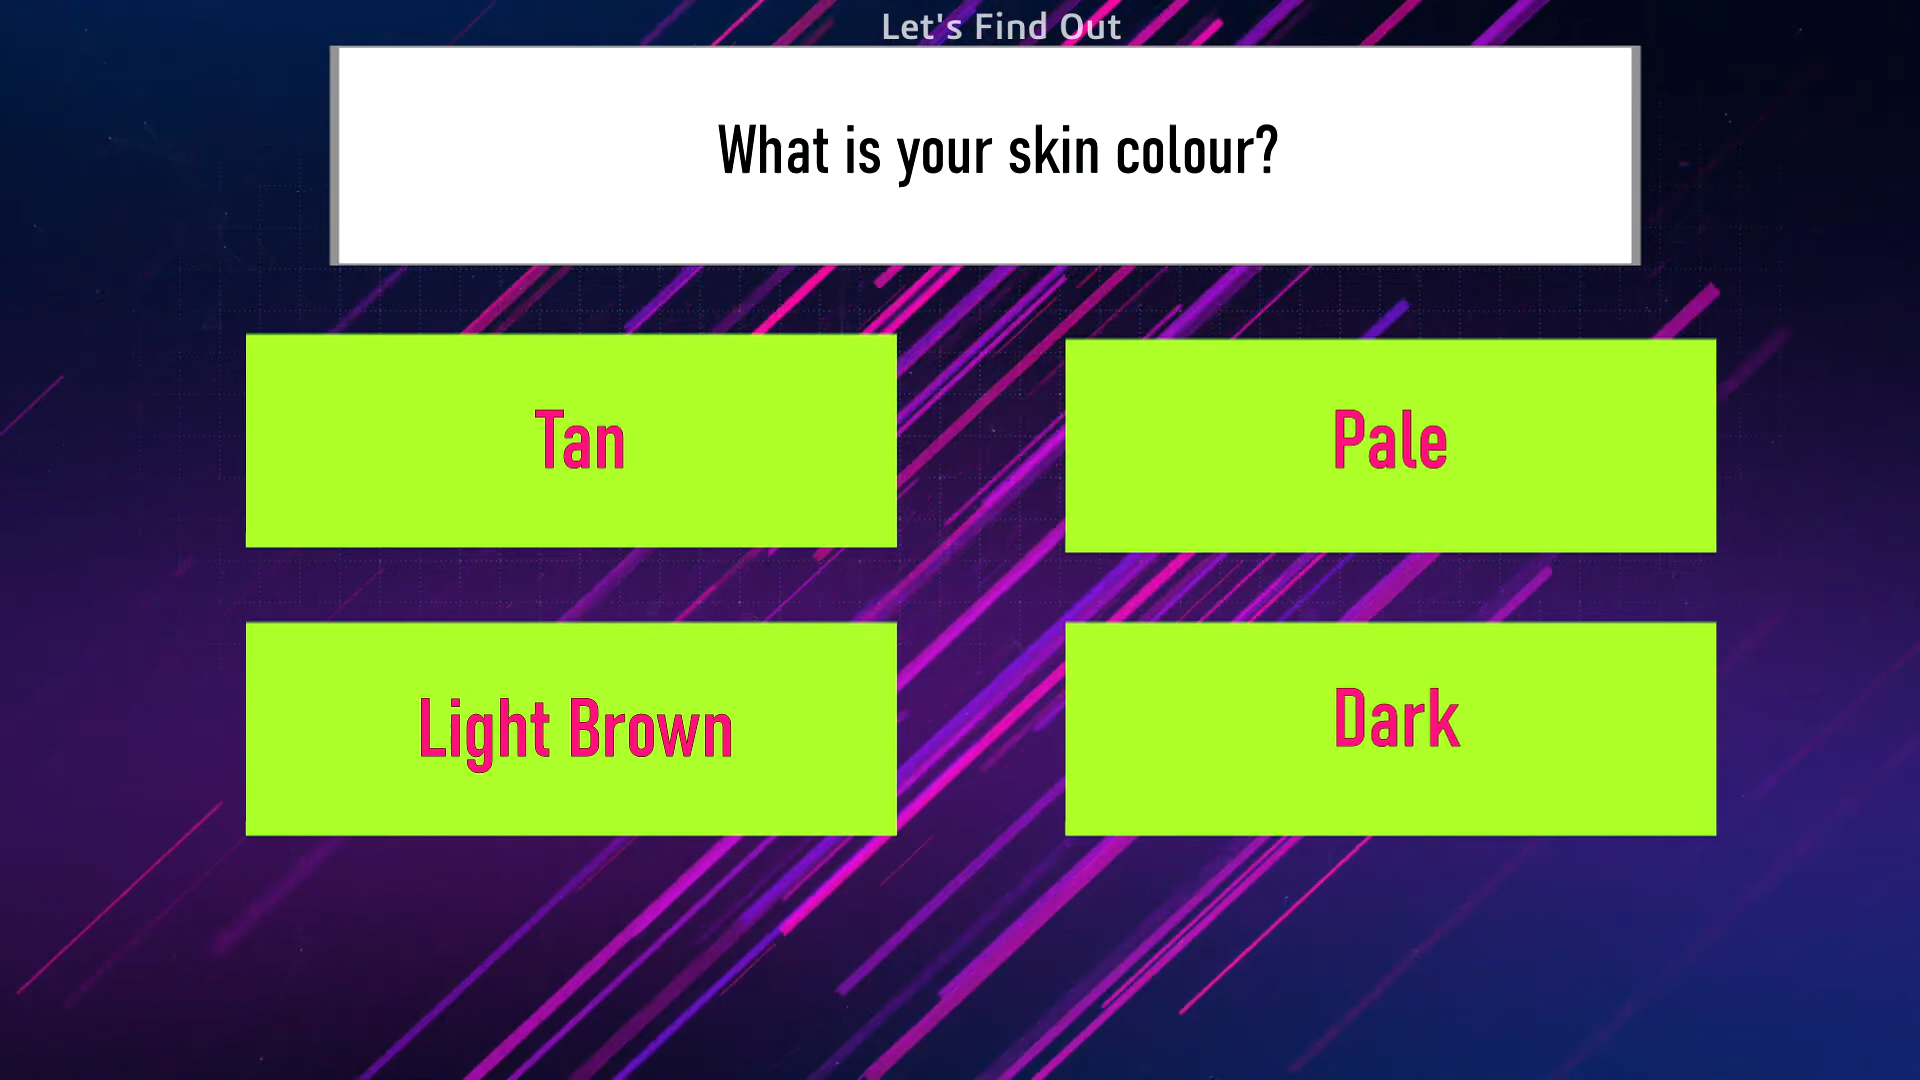 Let's Find Out
What is your skin colour?
Tan
Pale
Light Brown
Dark